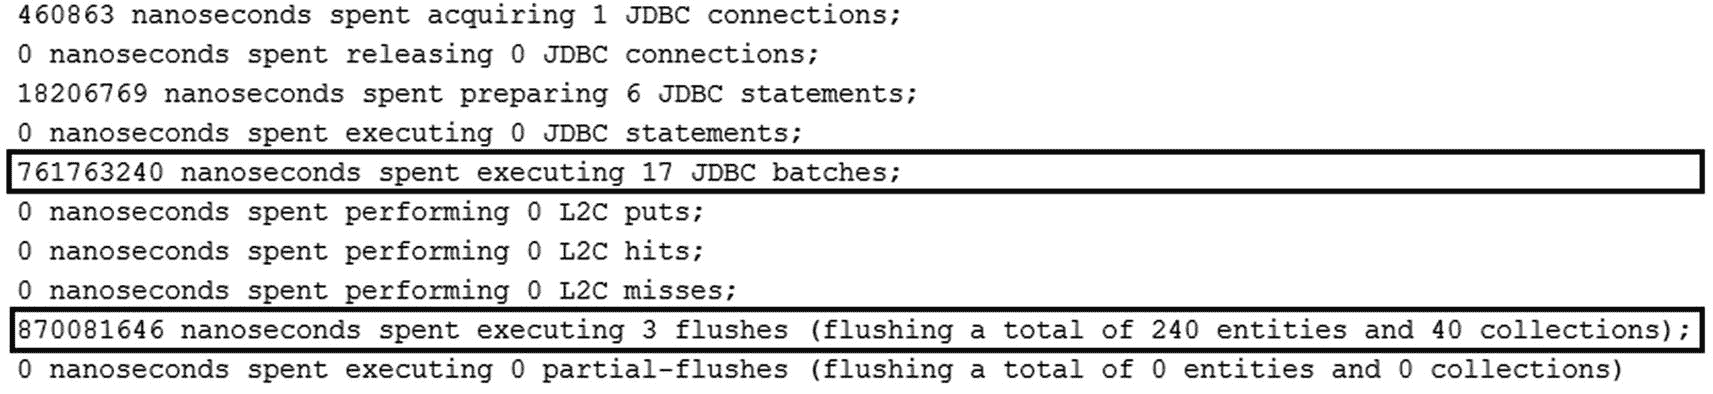 460863 nanoseconds spent acquiring 1 JDBC connections;
0 nanoseconds spent releasing 0 JDBC connections;
18206769 nanoseconds spent preparing 6 JDBC statements;
0 nanoseconds spent executing 0 JDBC statements;
761763240 nanoseconds spent executing 17 JDBC batches;
0 nanoseconds spent performing 0 L2C puts;
0 nanoseconds spent performing 0 L2C hits;
0 nanoseconds spent performing 0 L2C misses;
870081646 nanoseconds spent executing 3 flushes (flushing a total of 240 entities and 40 collections);
0 nanoseconds spent executing 0 partial-flushes (flushing a total of 0 entities and 0 collections)